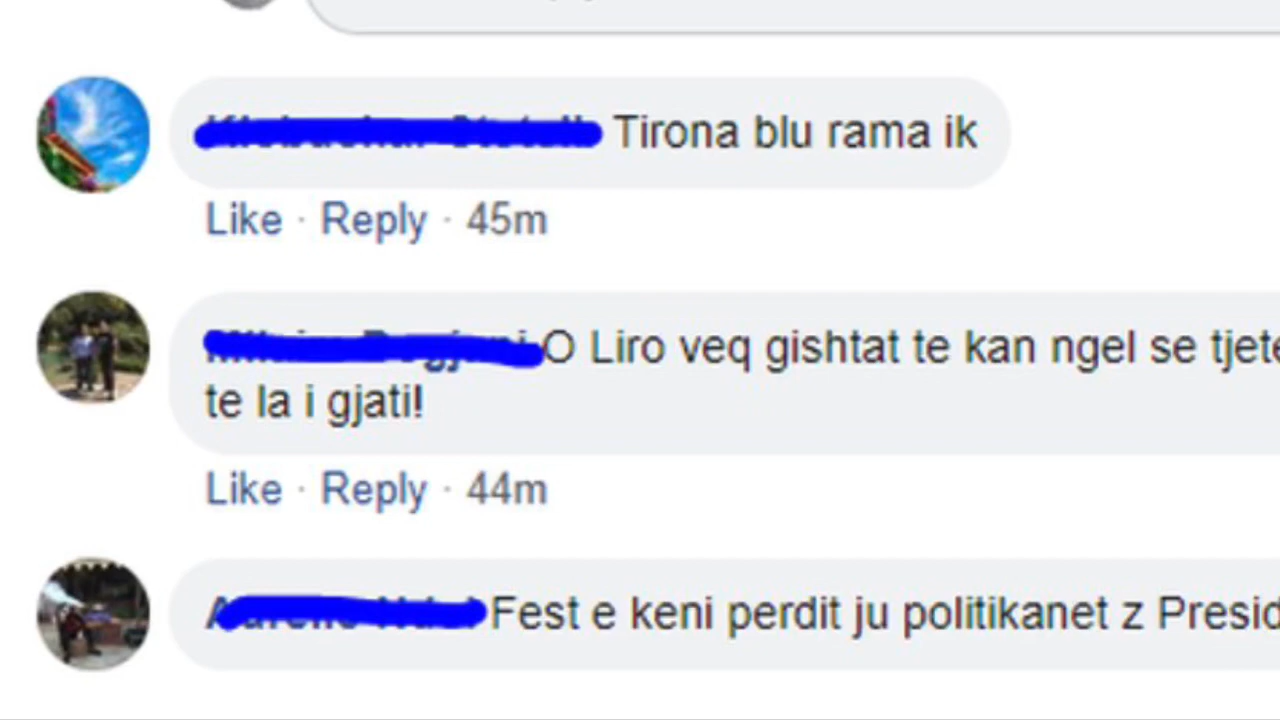 Tirona blu rama ik
Like · Reply · 45m
O Liro veq gishtat te kan ngel se tjete
te la i gjati!
Like · Reply · 44m
Fest e keni perdit ju politikanet z Presid